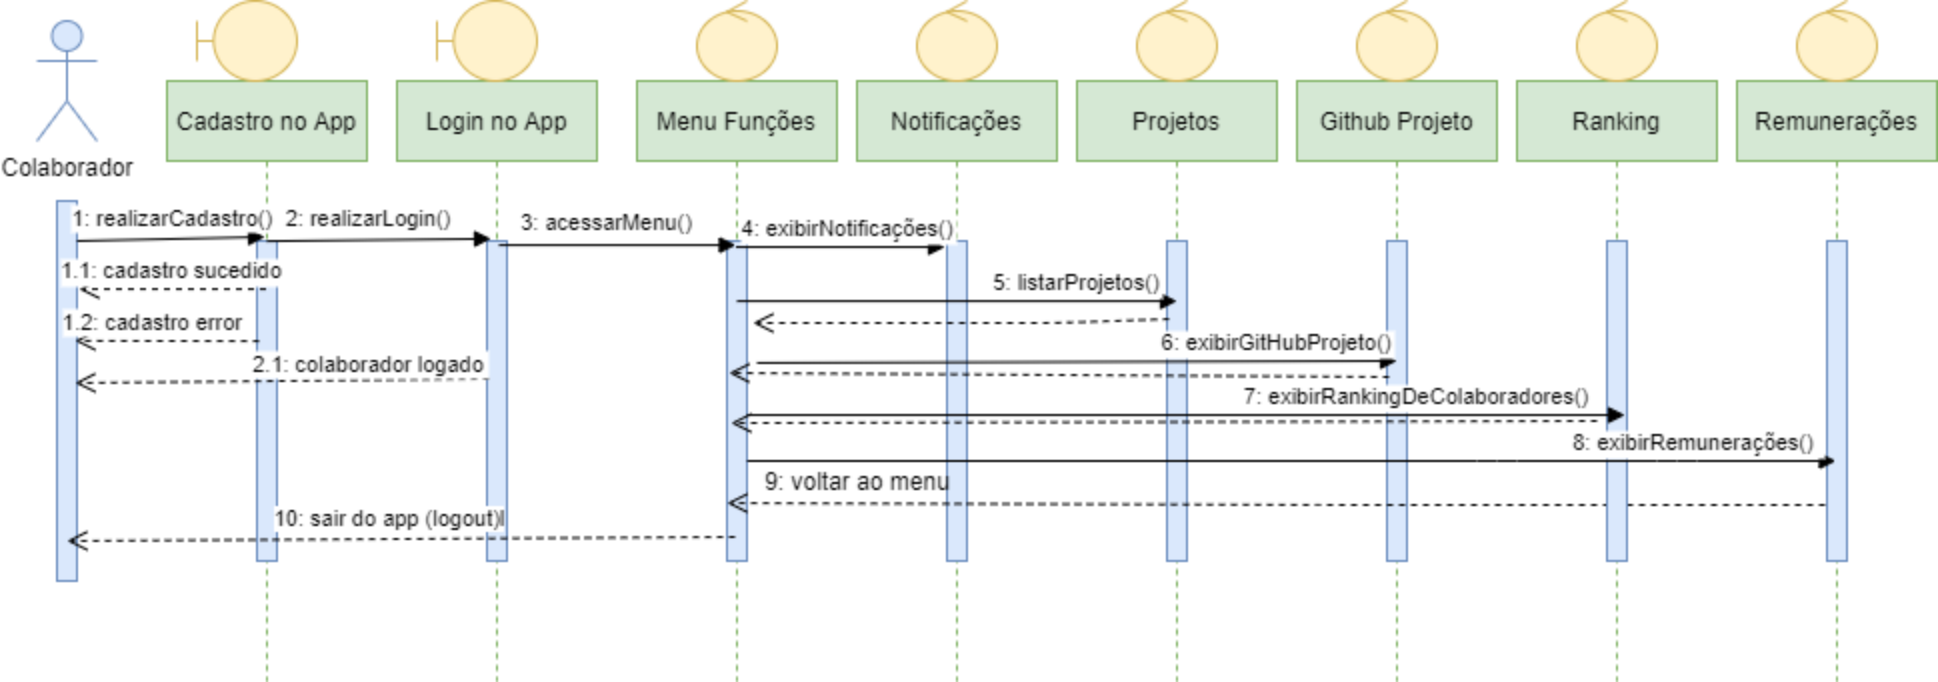 Colaborador
Cadastro no App
Login no App
Menu Funções
Notificações
Projetos
Github Projeto
Ranking
Remunerações
1: realizarCadastro()
2: realizarLogin()
3: acessarMenu()
4: exibirNotificações()
1.1: cadastro sucedido
5: listarProjetos()
1.2: cadastro error
6: exibirGitHubProjeto()
2.1: colaborador logado
7: exibirRankingDeColaboradores()
8: exibirRemunerações()
9: voltar ao menu
10: sair do app (logout)l